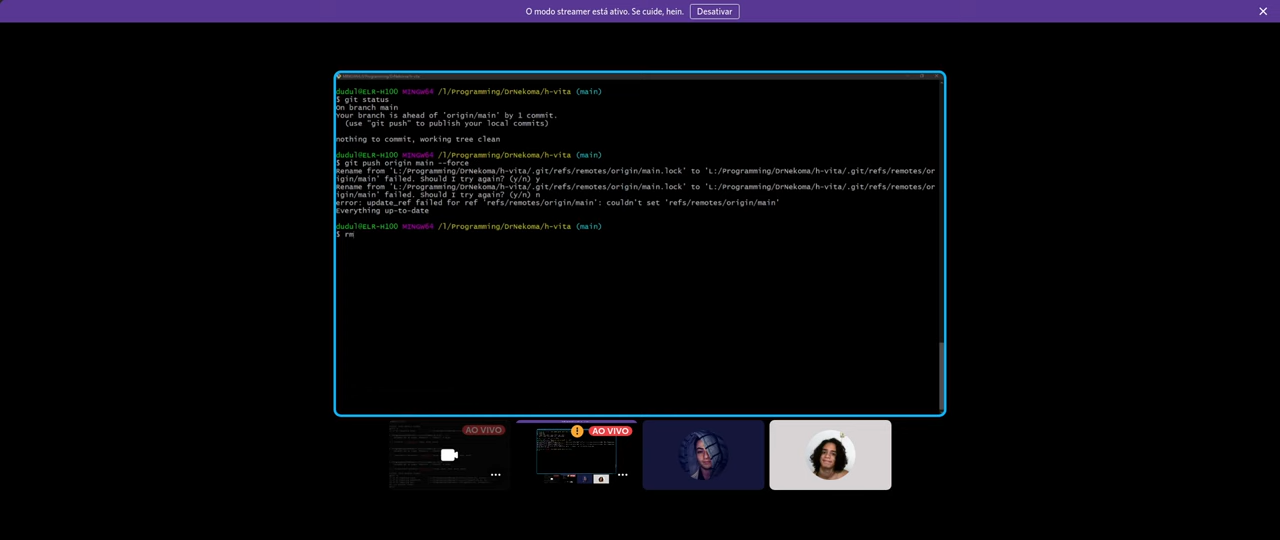 O modo streamer está ativo. Se cuide, hein. Desativar
dudul@ELR-H100 MINGW64 /l/Programming/DrNekoma/h-vita (main)
$ git status
On branch main
Your branch is ahead of 'origin/main' by 1 commit.
(use "git push" to publish your local commits)
nothing to commit, working tree clean
dudul@ELR-H100 MINGW64 /l/Programming/DrNekoma/h-vita (main)
$ git push origin main --force
Rename from 'L:/Programming/DrNekoma/h-vita/.git/refs/remotes/origin/main.lock' to 'L:/Programming/DrNekoma/h-vita/.git/refs/remotes/or
igin/main' failed. Should I try again? (y/n) y
Rename from 'L:/Programming/DrNekoma/h-vita/.git/refs/remotes/origin/main.lock' to 'L:/Programming/DrNekoma/h-vita/.git/refs/remotes/or
igin/main' failed. Should I try again? (y/n) n
error: update_ref failed for ref 'refs/remotes/origin/main': couldn't set 'refs/remotes/origin/main'
Everything up-to-date
dudul@ELR-H100 MINGW64 /l/Programming/DrNekoma/h-vita (main)
$ rm
AO VIVO
AO VIVO